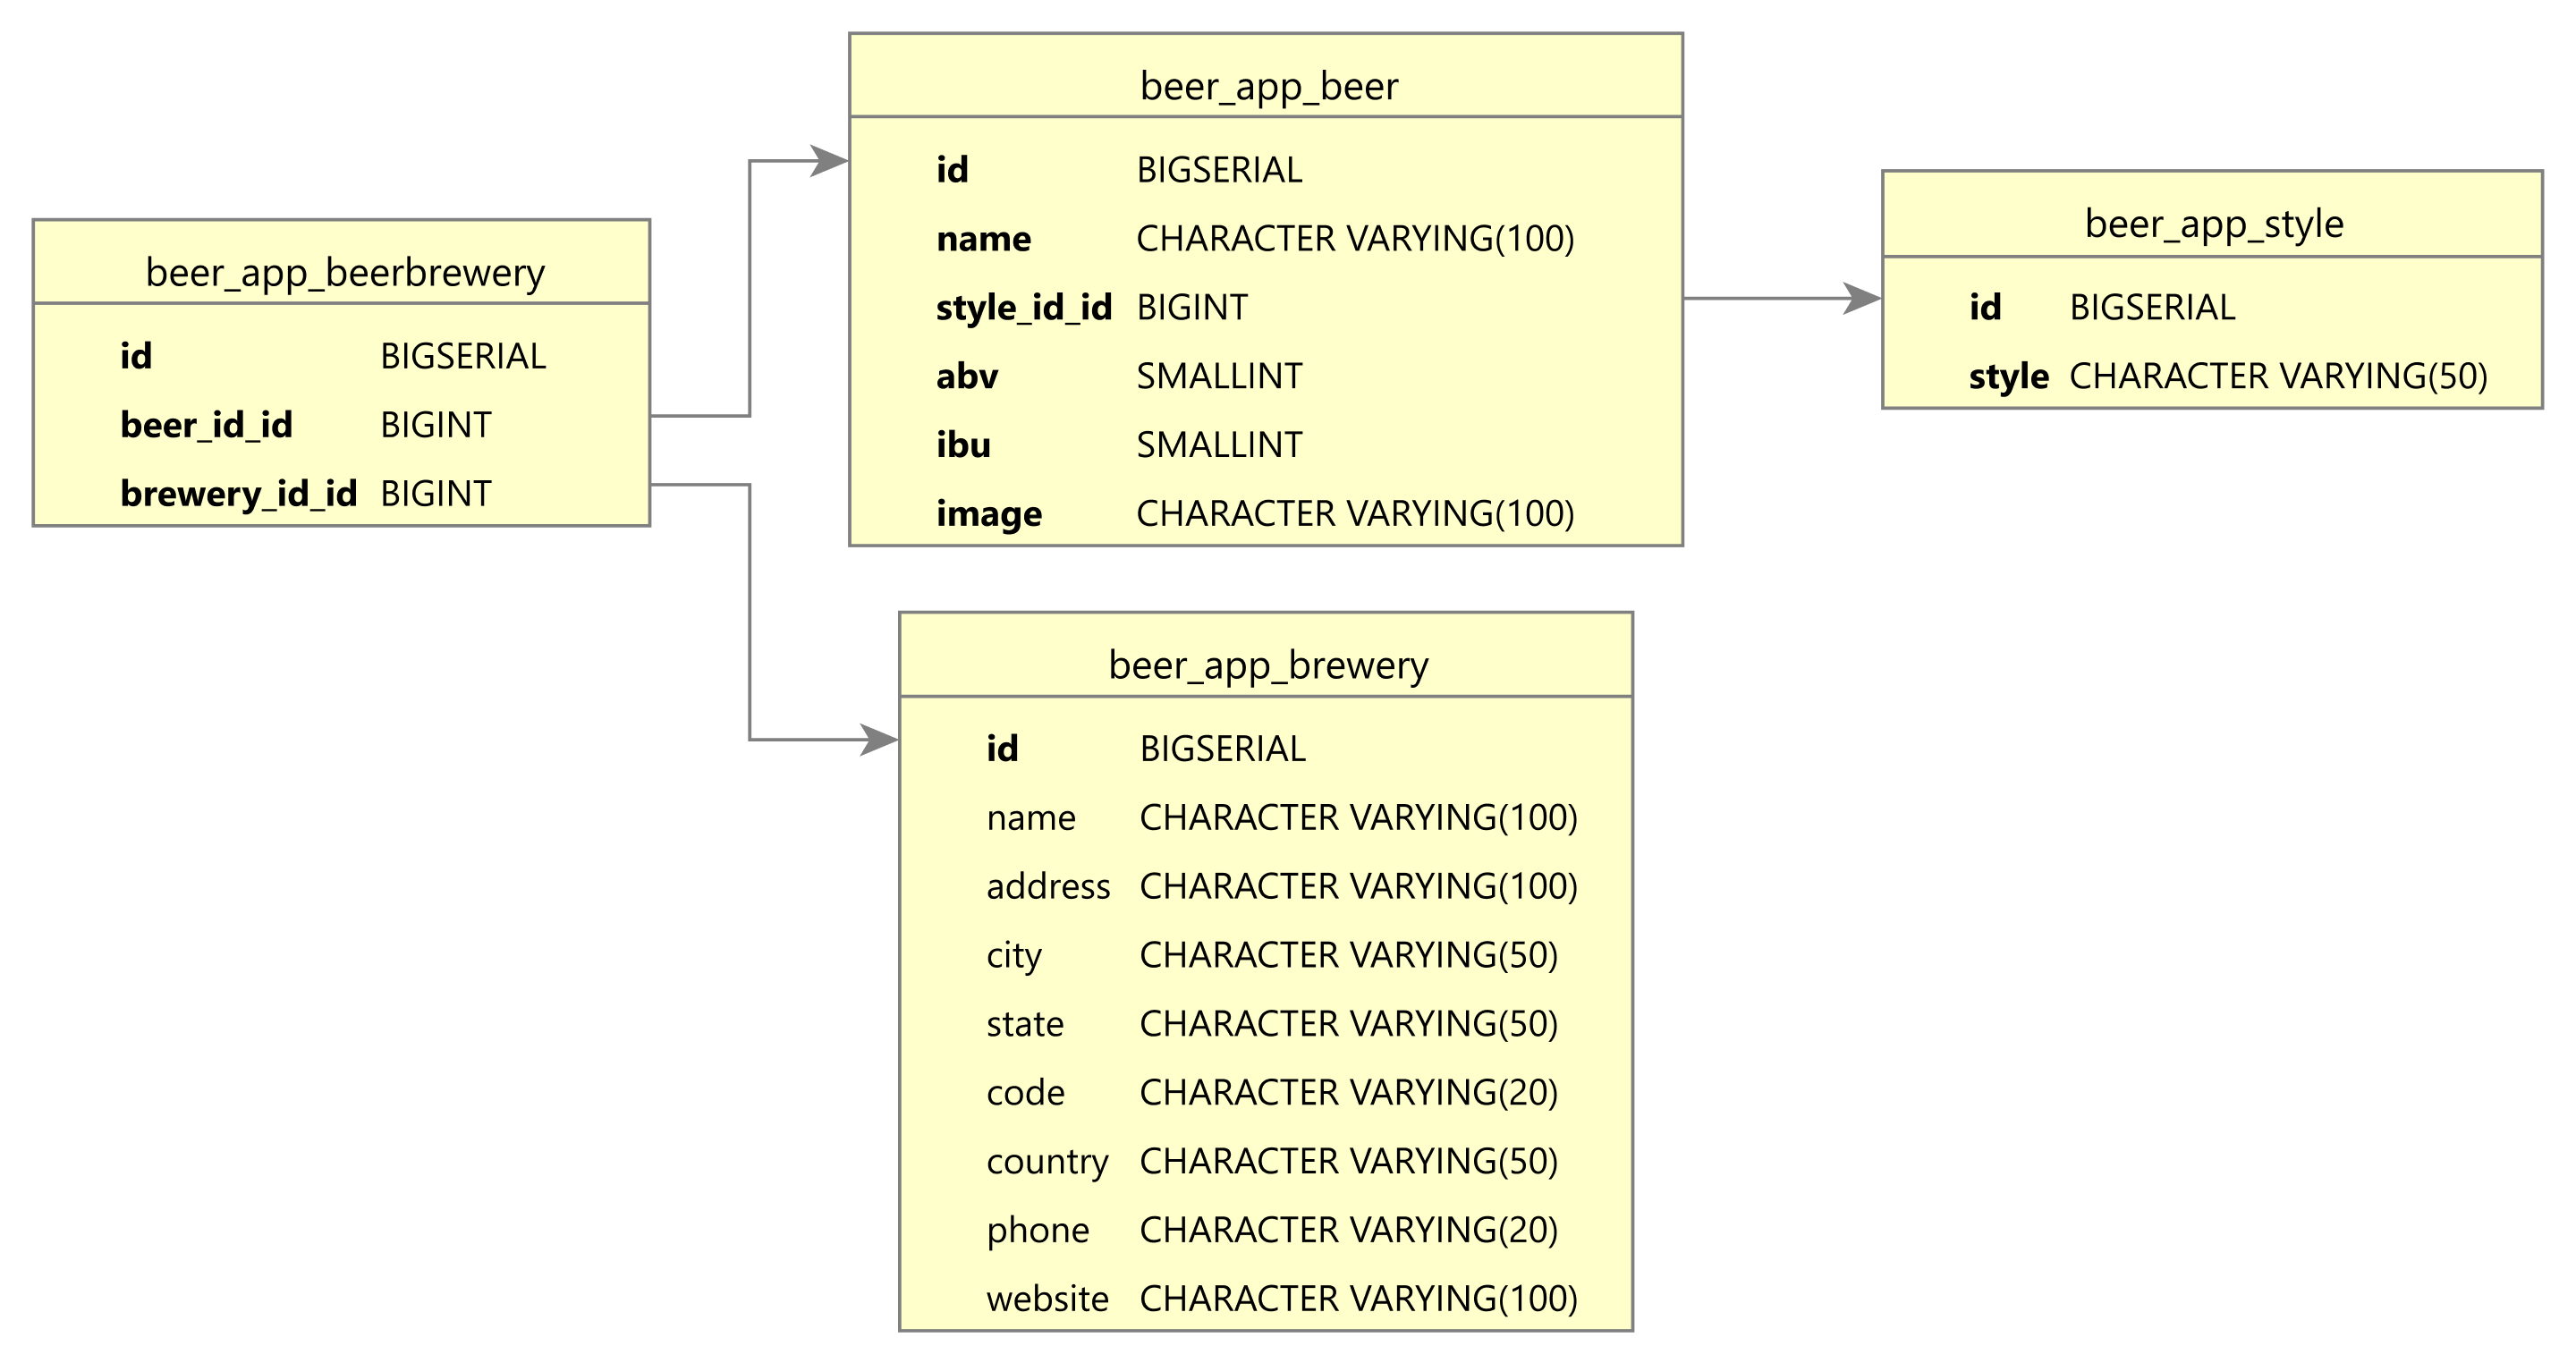 beer_app_beerbrewery
id BIGSERIAL
beer_id_id BIGINT
brewery_id_id BIGINT
beer_app_beer
id BIGSERIAL
name CHARACTER VARYING(100)
style_id_id BIGINT
abv SMALLINT
ibu SMALLINT
image CHARACTER VARYING(100)
beer_app_style
id BIGSERIAL
style CHARACTER VARYING(50)
beer_app_brewery
id BIGSERIAL
name CHARACTER VARYING(100)
address CHARACTER VARYING(100)
city CHARACTER VARYING(50)
state CHARACTER VARYING(50)
code CHARACTER VARYING(20)
country CHARACTER VARYING(50)
phone CHARACTER VARYING(20)
website CHARACTER VARYING(100)